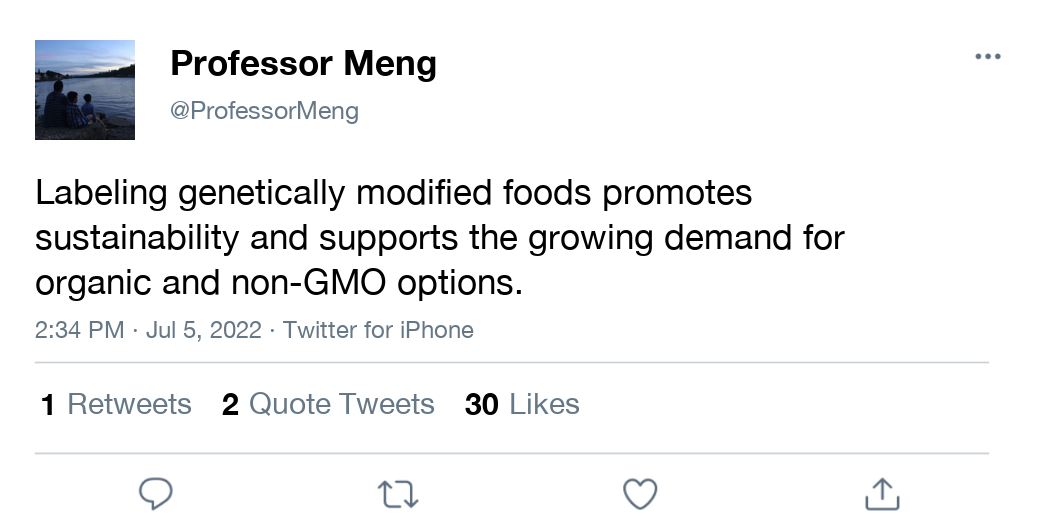 Professor Meng
@ProfessorMeng
Labeling genetically modified foods promotes
sustainability and supports the growing demand for
organic and non-GMO options.
2:34 PM · Jul 5, 2022 · Twitter for iPhone
1 Retweets 2 Quote Tweets 30 Likes